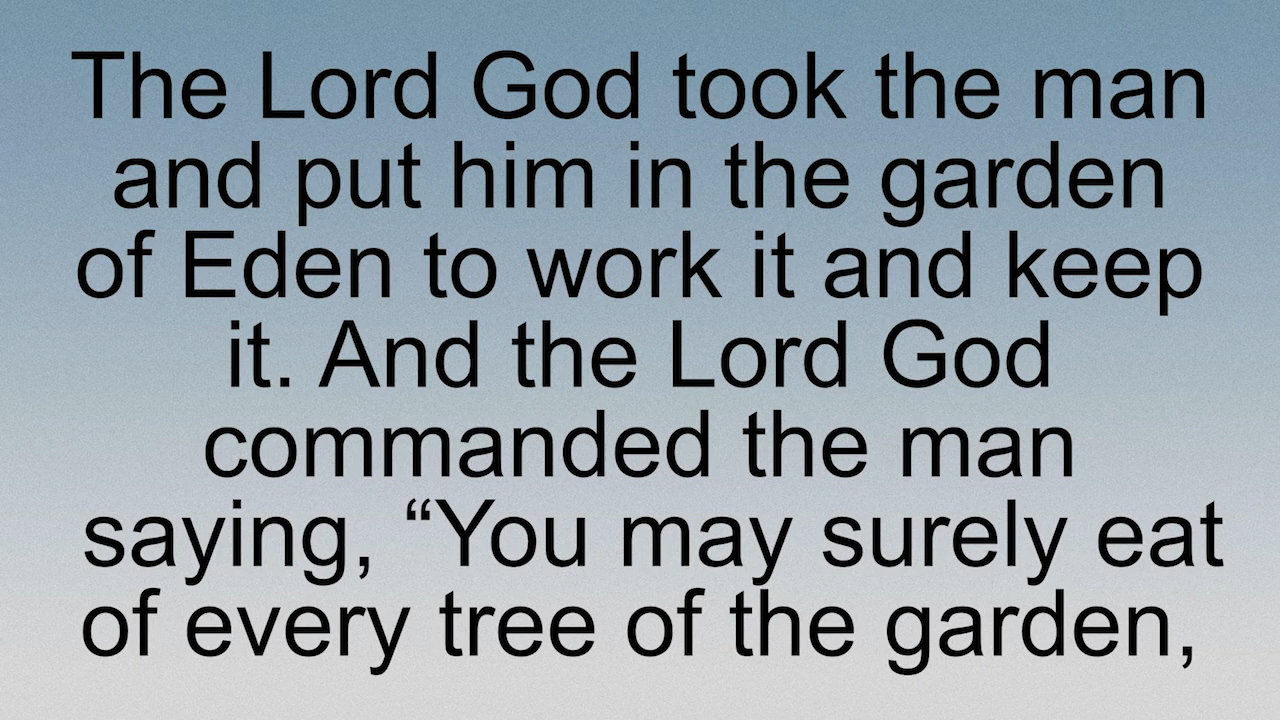 The Lord God took the man
and put him in the garden
of Eden to work it and keep
it. And the Lord God
commanded the man
saying, “You may surely eat
of every tree of the garden,